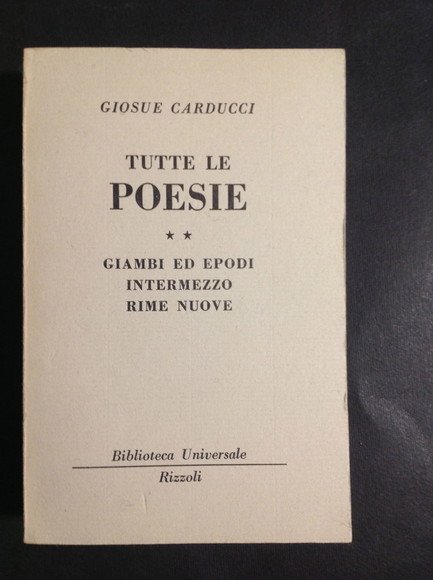 GIOSUE CARDUCCI
TUTTE LE
POESIE
★ ★
GIAMBI ED EPODI
INTERMEZZO
RIME NUOVE
Biblioteca Universale
Rizzoli